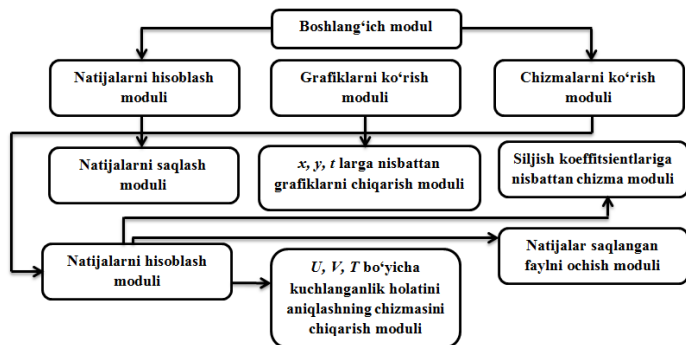 Boshlang‘ich modul
Natijalarni hisoblash
moduli
Grafiklarni ko‘rish
moduli
Chizmalarni ko‘rish
moduli
Natijalarni saqlash
moduli
x, y, t larga nisbattan
grafiklarni chiqarish moduli
Siljish koeffitsientlariga
nisbattan chizma moduli
Natijalarni hisoblash
moduli
U, V, T bo‘yicha
kuchlanganlik holatini
aniqlashning chizmasini
chiqarish moduli
Natijalar saqlangan
faylni ochish moduli